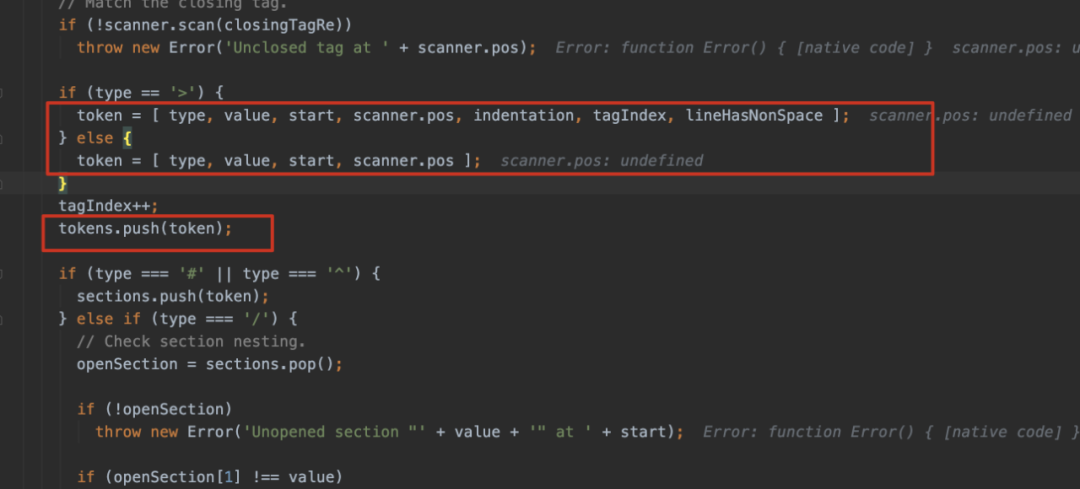 // Match the closing tag.
if (!scanner.scan(closingTagRe))
throw new Error('Unclosed tag at ' + scanner.pos); Error: function Error() { [native code] } scanner.pos: u
if (type == '>') {
token = [ type, value, start, scanner.pos, indentation, tagIndex, lineHasNonSpace ]; scanner.pos: undefined
} else {
token = [ type, value, start, scanner.pos ]; scanner.pos: undefined
}
tagIndex++;
tokens.push(token);
if (type === '#' || type === '^') {
sections.push(token);
} else if (type === '/') {
// Check section nesting.
openSection = sections.pop();
if (!openSection)
throw new Error('Unopened section "' + value + '" at ' + start); Error: function Error() { [native code] }
if (openSection[1] !== value)